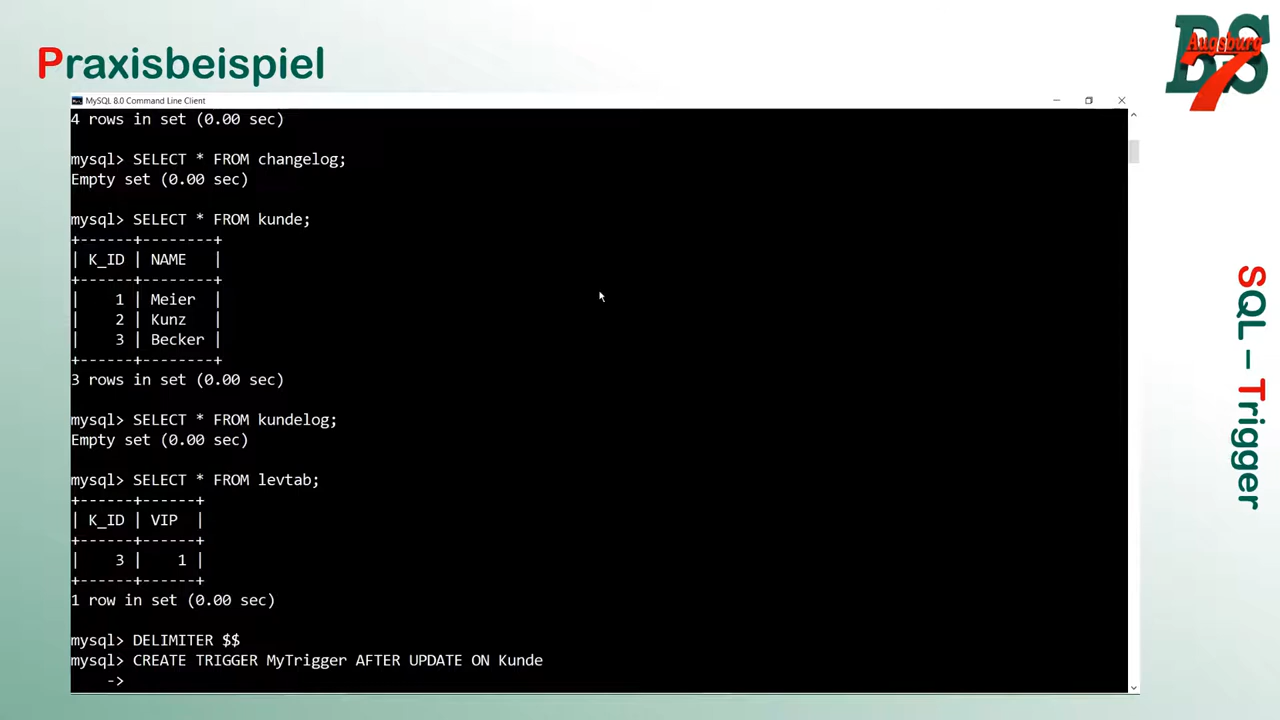 Praxisbeispiel
BS
Augsburg
7
MySQL 8.0 Command Line Client
4 rows in set (0.00 sec)
mysql> SELECT * FROM changelog;
Empty set (0.00 sec)
mysql> SELECT * FROM kunde;
+------+--------+
| K_ID | NAME   |
+------+--------+
|    1 | Meier  |
|    2 | Kunz   |
|    3 | Becker |
+------+--------+
3 rows in set (0.00 sec)
mysql> SELECT * FROM kundelog;
Empty set (0.00 sec)
mysql> SELECT * FROM levtab;
+------+------+
| K_ID | VIP  |
+------+------+
|    3 |    1 |
+------+------+
1 row in set (0.00 sec)
mysql> DELIMITER $$
mysql> CREATE TRIGGER MyTrigger AFTER UPDATE ON Kunde
    ->
SQL – Trigger